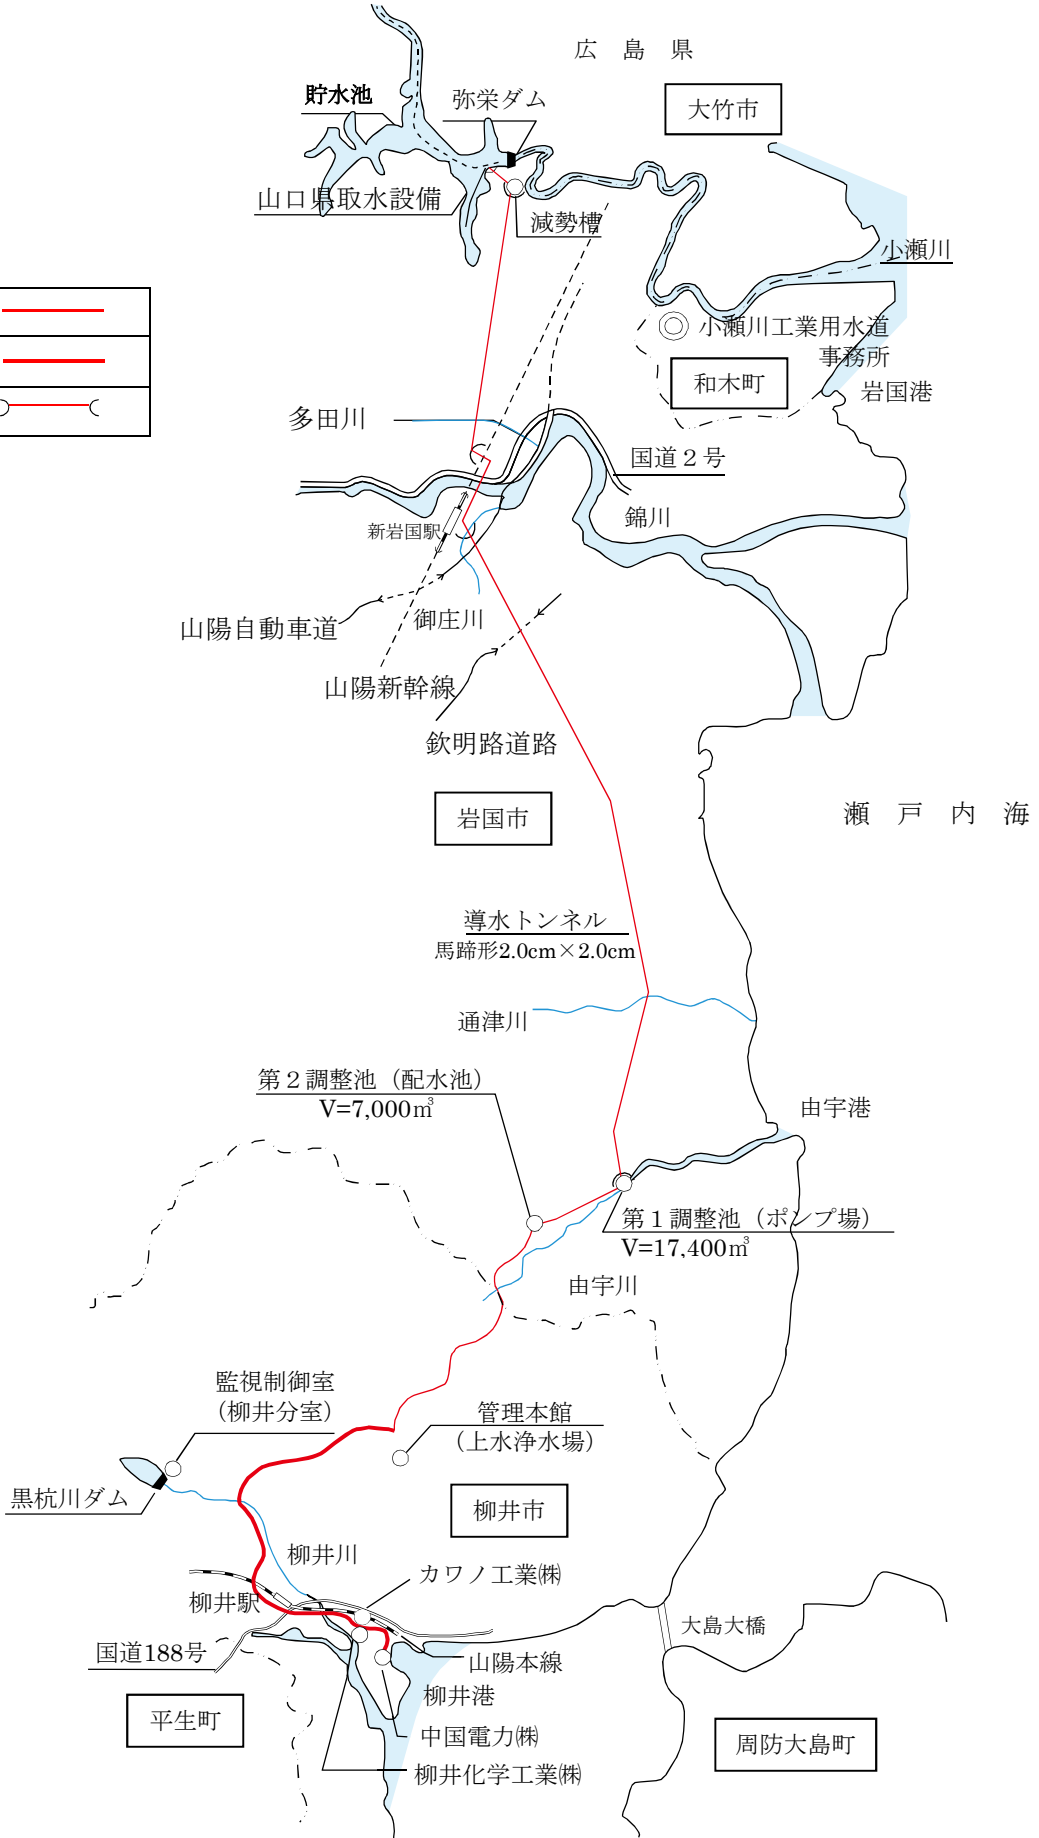 広島県
貯水池
弥栄ダム
大竹市
山口県取水設備
減勢槽
小瀬川
小瀬川工業用水道
事務所
和木町
岩国港
多田川
国道２号
錦川
新岩国駅
山陽自動車道
御庄川
山陽新幹線
欽明路道路
岩国市
瀬戸内海
導水トンネル
馬蹄形2.0cm×2.0cm
通津川
第２調整池（配水池）
V=7,000㎥
由宇港
第１調整池（ポンプ場）
V=17,400㎥
由宇川
監視制御室
（柳井分室）
管理本館
（上水浄水場）
黒杭川ダム
柳井市
柳井川
カワノ工業㈱
柳井駅
大島大橋
国道188号
山陽本線
柳井港
平生町
中国電力㈱
周防大島町
柳井化学工業㈱